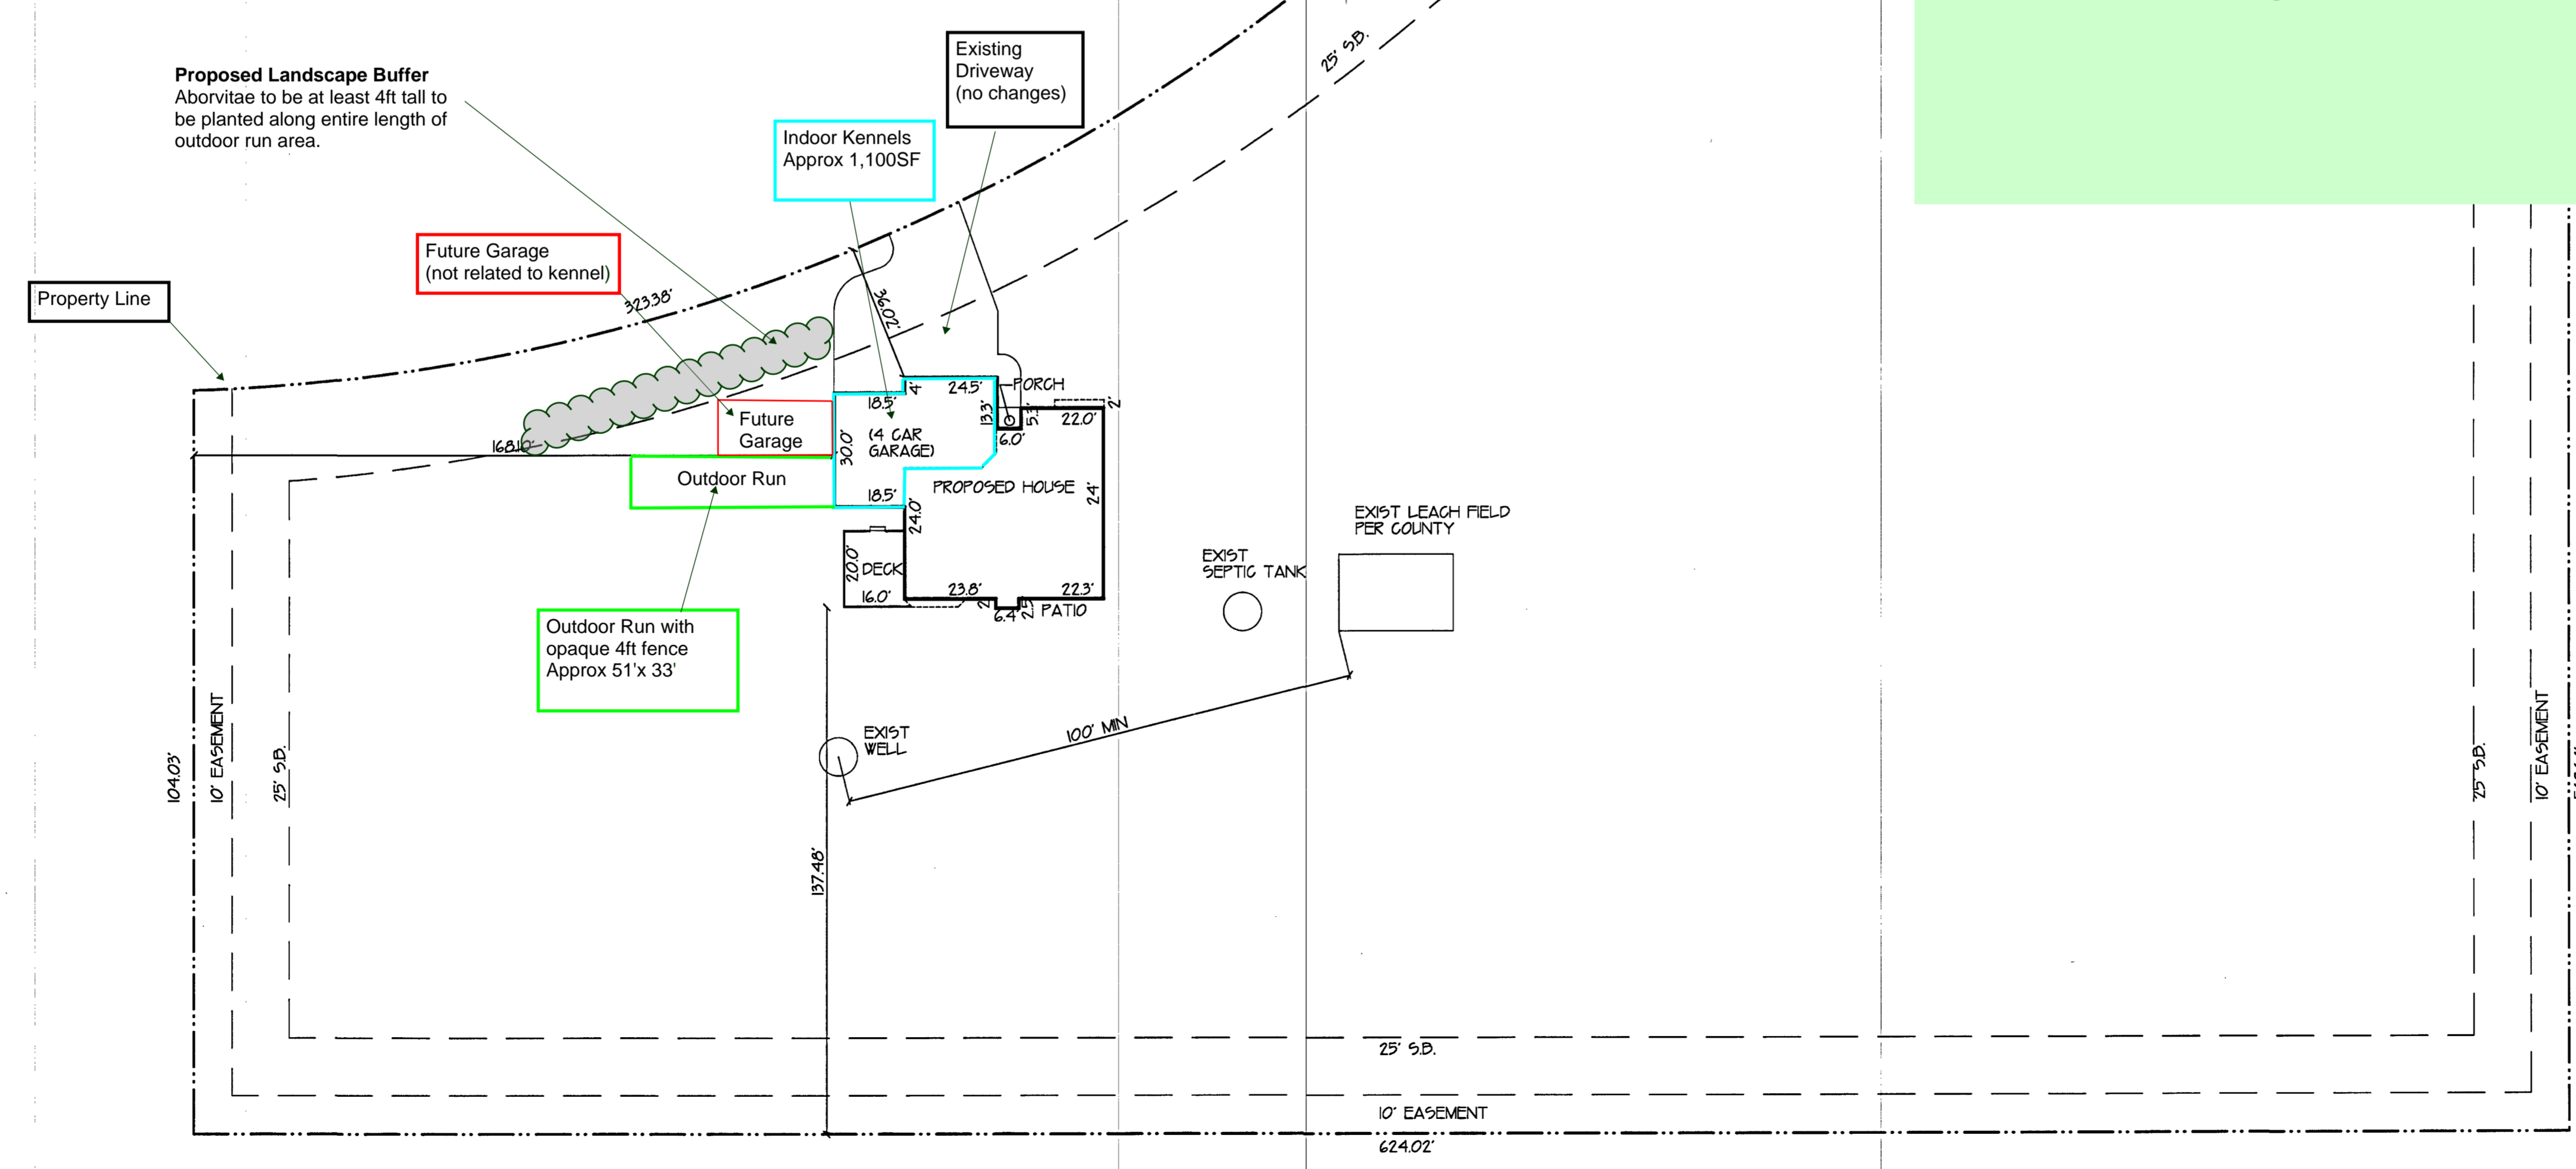 25' S.B.
Existing
Driveway
(no changes)
Proposed Landscape Buffer
Aborvitae to be at least 4ft tall to
be planted along entire length of
outdoor run area.
Indoor Kennels
Approx 1,100SF
Future Garage
(not related to kennel)
Property Line
323.38'
36.02'
4'
24.5'
PORCH
18.5'
13.3'
5.3'
22.0'
2'
Future
Garage
(4 CAR
GARAGE)
6.0'
30.0'
168.10'
Outdoor Run
PROPOSED HOUSE
24'
18.5'
24.0'
EXIST LEACH FIELD
PER COUNTY
EXIST
SEPTIC TANK
20.0'
DECK
16.0'
23.8'
22.3'
2'
6.4'
2.5'
PATIO
Outdoor Run with
opaque 4ft fence
Approx 51'x 33'
100' MIN
EXIST
WELL
104.03'
10' EASEMENT
25' S.B.
137.48'
25' S.B.
10' EASEMENT
25' S.B.
10' EASEMENT
624.02'